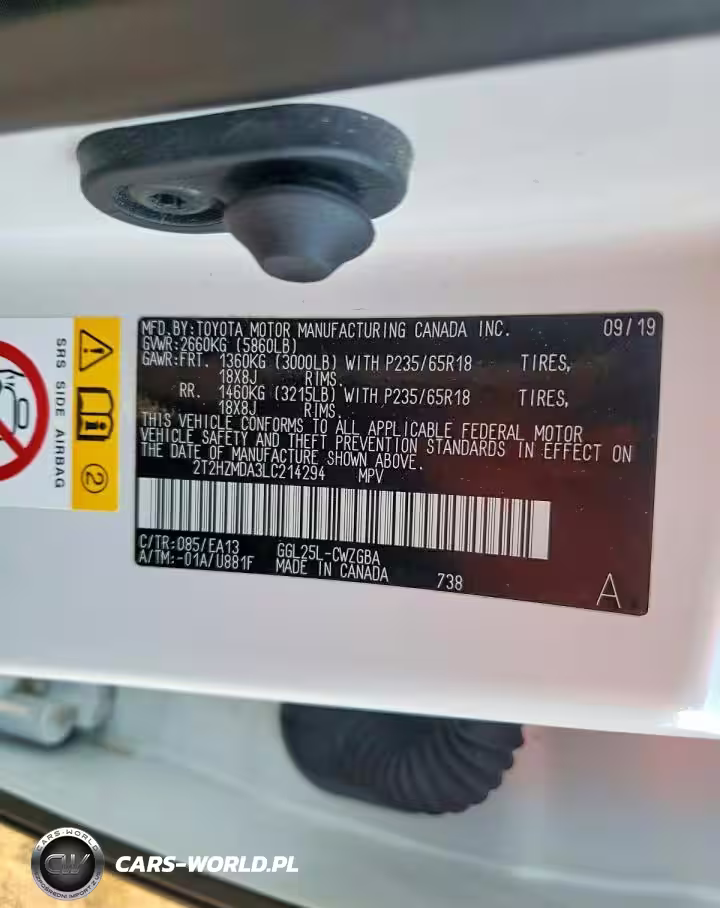 MFD.BY:TOYOTA MOTOR MANUFACTURING CANADA INC. 09/19
GVWR:2660KG (5860LB)
GAWR:FRT. 1360KG (3000LB) WITH P235/65R18 TIRES,
18X8J RIMS.
RR. 1460KG (3215LB) WITH P235/65R18 TIRES,
18X8J RIMS.
THIS VEHICLE CONFORMS TO ALL APPLICABLE FEDERAL MOTOR
VEHICLE SAFETY AND THEFT PREVENTION STANDARDS IN EFFECT ON
THE DATE OF MANUFACTURE SHOWN ABOVE.
2T2HZMDA3LC214294 MPV
C/TR:085/EA13 GGL25L-CWZGBA
A/TM:-01A/U881F MADE IN CANADA 738 A
SRS SIDE AIRBAG
2
CARS-WORLD
CW
CARS-WORLD.PL